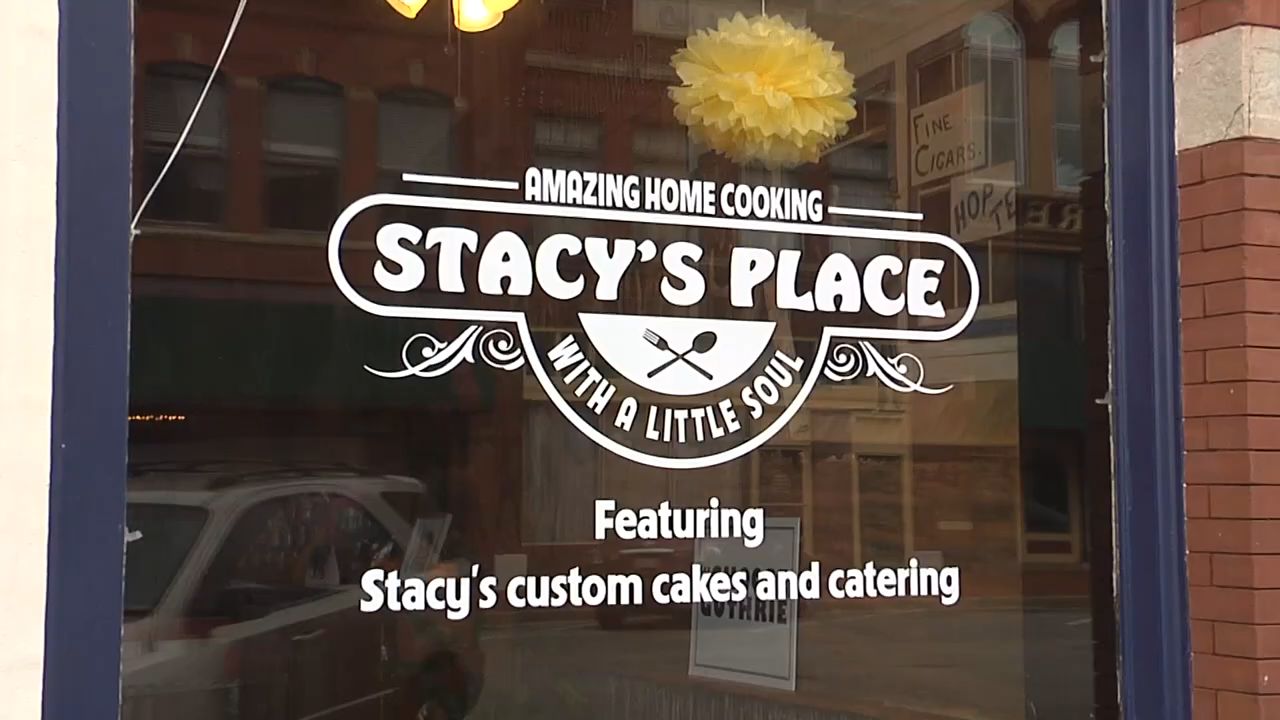 FINE
CIGARS.
AMAZING HOME COOKING
STACY'S PLACE
WITH A LITTLE SOUL
Featuring
Stacy's custom cakes and catering
GUTHRIE